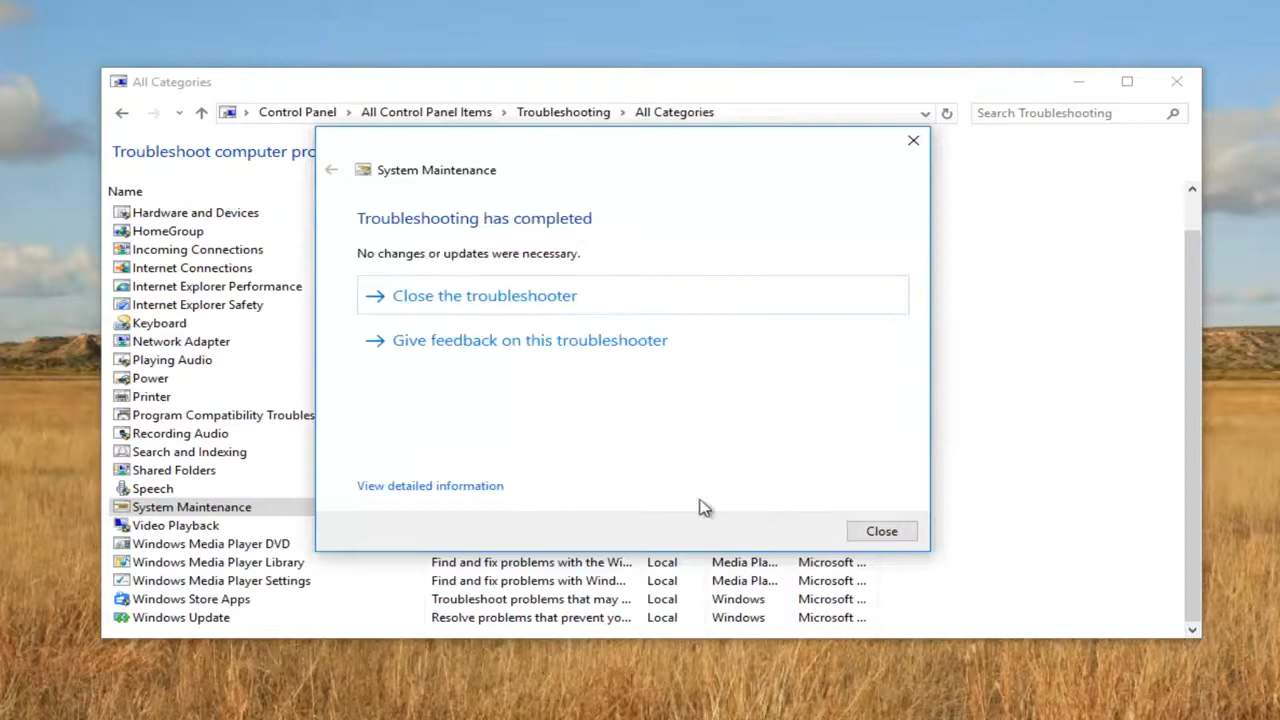 All Categories
Control Panel > All Control Panel Items > Troubleshooting > All Categories
Search Troubleshooting
Troubleshoot computer pro
Name
Hardware and Devices
HomeGroup
Incoming Connections
Internet Connections
Internet Explorer Performance
Internet Explorer Safety
Keyboard
Network Adapter
Playing Audio
Power
Printer
Program Compatibility Troubles
Recording Audio
Search and Indexing
Shared Folders
Speech
System Maintenance
Video Playback
Windows Media Player DVD
Windows Media Player Library Find and fix problems with the Wi... Local Media Pla... Microsoft ...
Windows Media Player Settings Find and fix problems with Wind... Local Media Pla... Microsoft ...
Windows Store Apps Troubleshoot problems that may ... Local Windows Microsoft ...
Windows Update Resolve problems that prevent yo... Local Windows Microsoft ...
System Maintenance
Troubleshooting has completed
No changes or updates were necessary.
Close the troubleshooter
Give feedback on this troubleshooter
View detailed information
Close